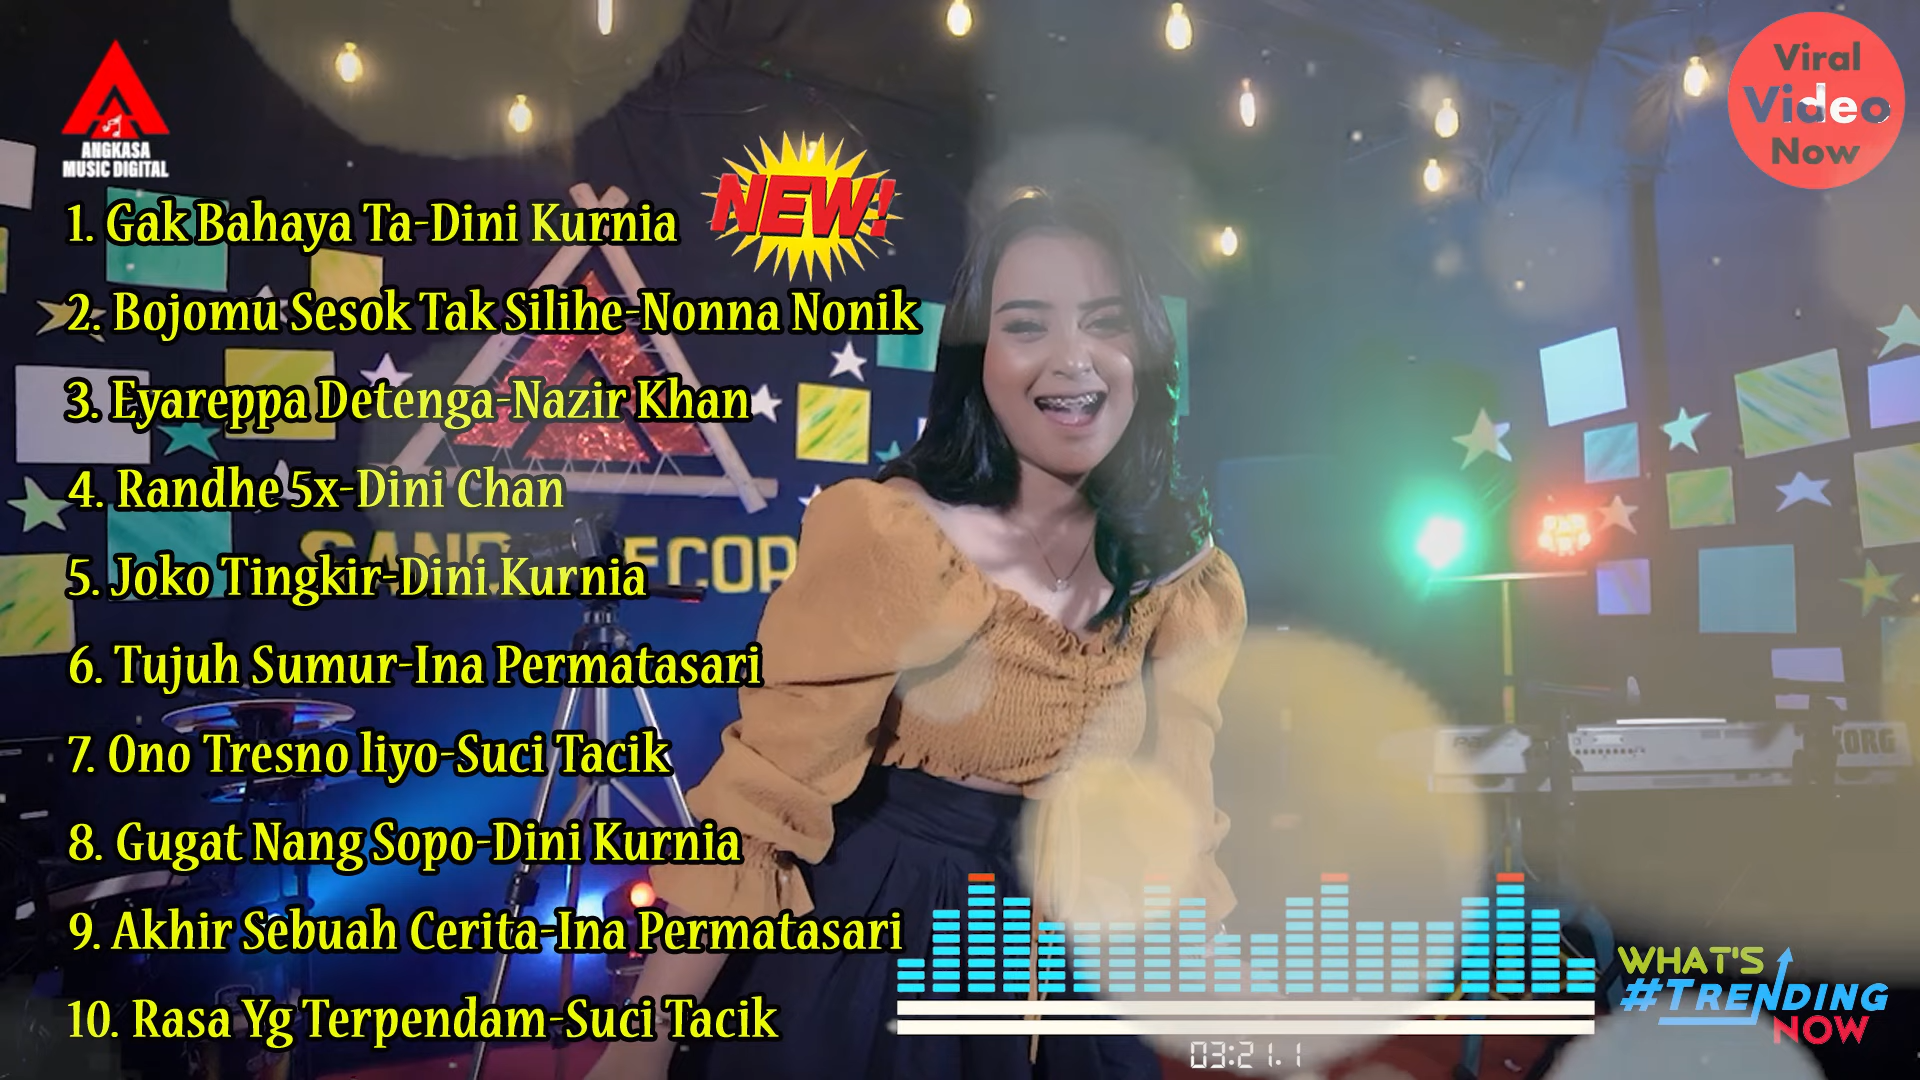 ANGKASA
MUSIC DIGITAL
Viral
Video
Now
NEW!
1. Gak Bahaya Ta-Dini Kurnia
2. Bojomu Sesok Tak Silihe-Nonna Nonik
3. Eyareppa Detenga-Nazir Khan
4. Randhe 5x-Dini Chan
5. Joko Tingkir-Dini Kurnia
6. Tujuh Sumur-Ina Permatasari
7. Ono Tresno liyo-Suci Tacik
8. Gugat Nang Sopo-Dini Kurnia
9. Akhir Sebuah Cerita-Ina Permatasari
10. Rasa Yg Terpendam-Suci Tacik
KORG
WHAT'S
#TRENDING
NOW
03:21.1